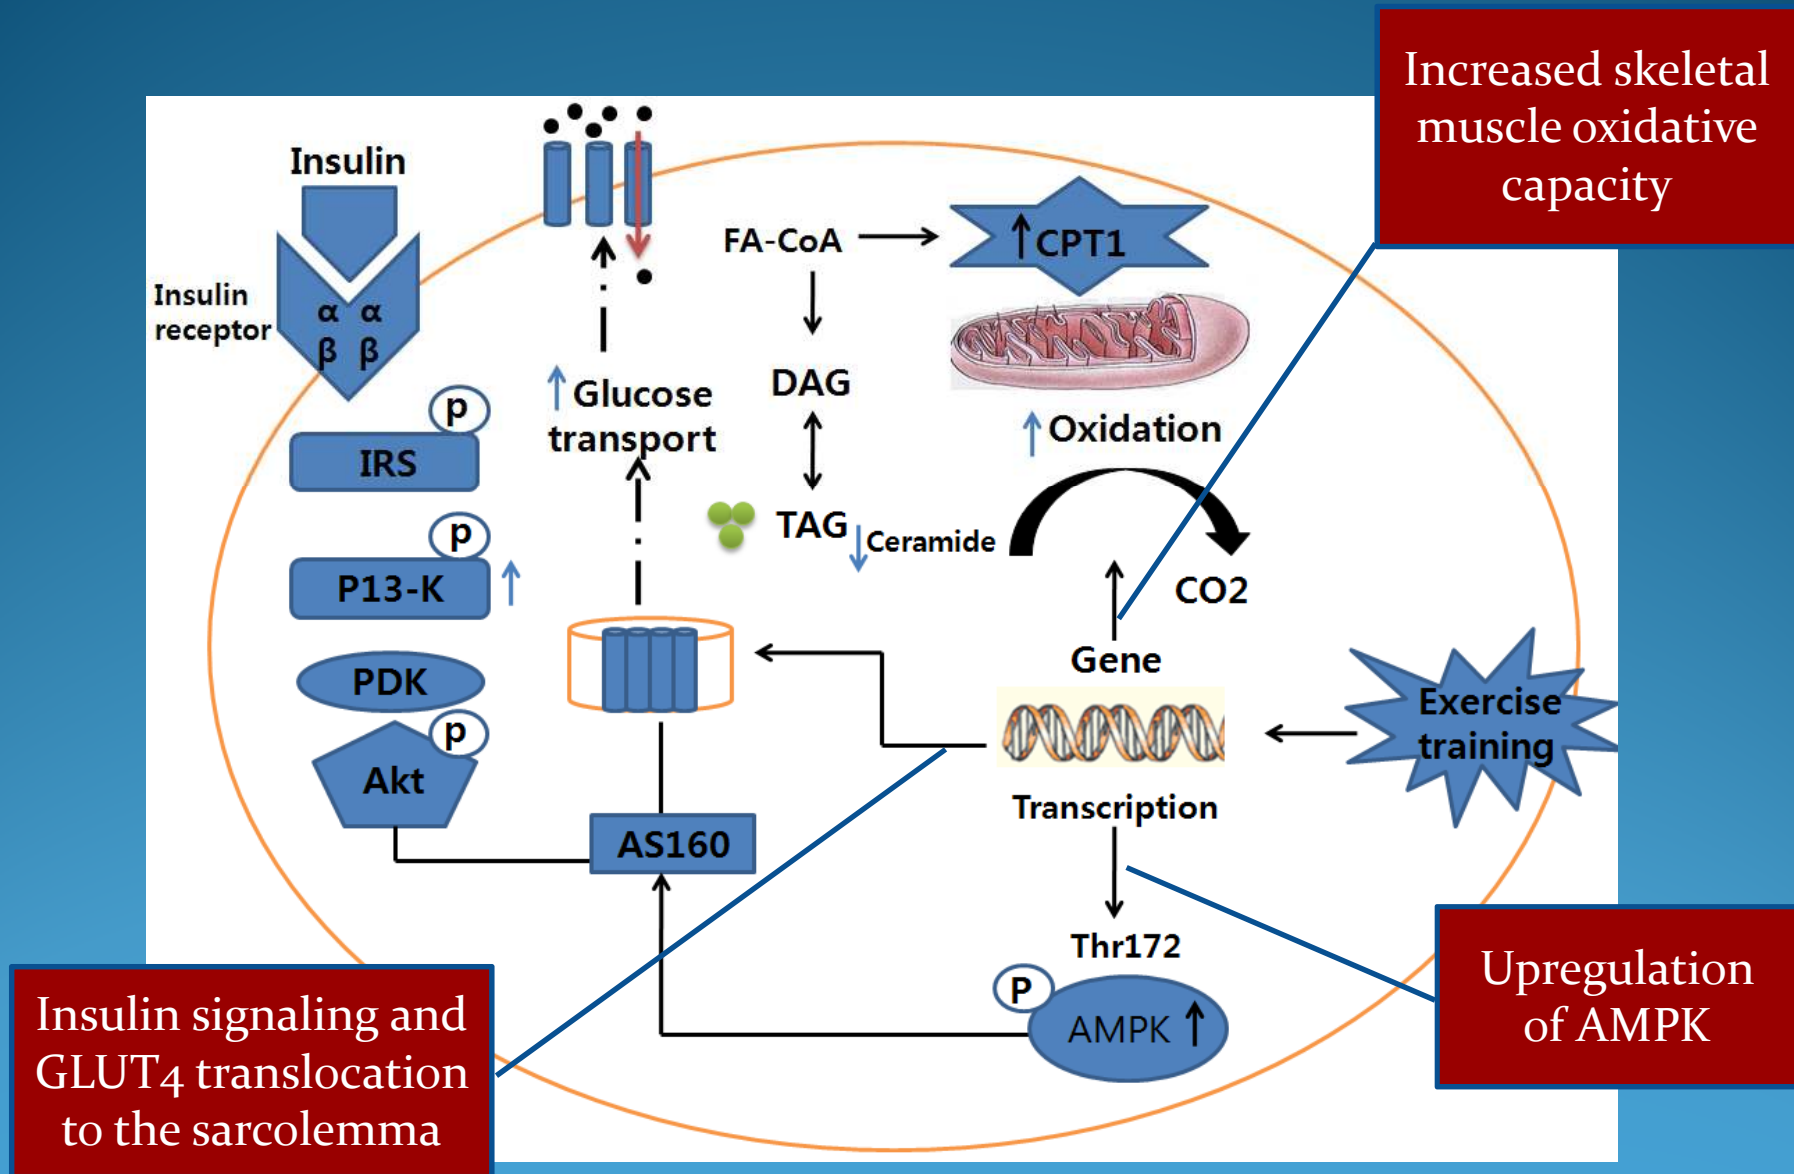 Increased skeletal
muscle oxidative
capacity
Insulin
Insulin
receptor
α α
β β
FA-CoA
CPT1
p
IRS
Glucose
transport
DAG
Oxidation
p
P13-K
TAG
Ceramide
CO2
PDK
p
Akt
Gene
Exercise
training
Transcription
AS160
Thr172
P
AMPK
Insulin signaling and
GLUT4 translocation
to the sarcolemma
Upregulation
of AMPK